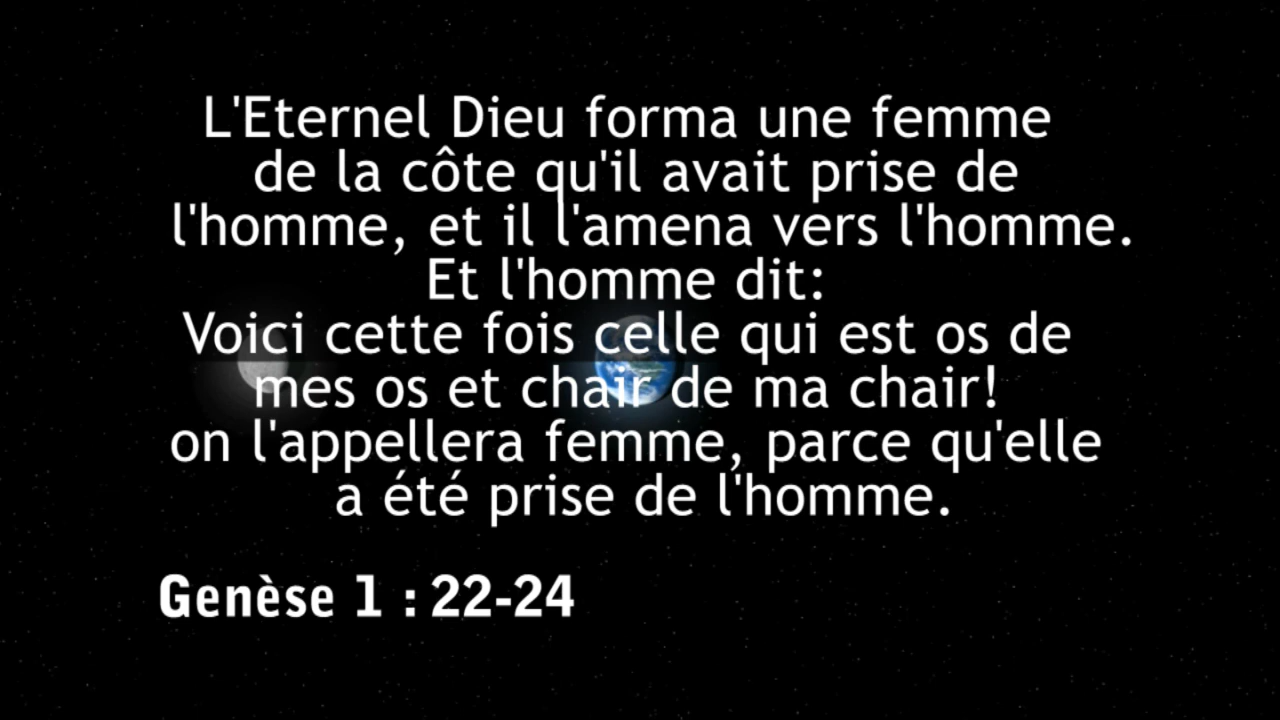 L'Eternel Dieu forma une femme
de la côte qu'il avait prise de
l'homme, et il l'amena vers l'homme.
Et l'homme dit:
Voici cette fois celle qui est os de
mes os et chair de ma chair!
on l'appellera femme, parce qu'elle
a été prise de l'homme.
Genèse 1 : 22-24